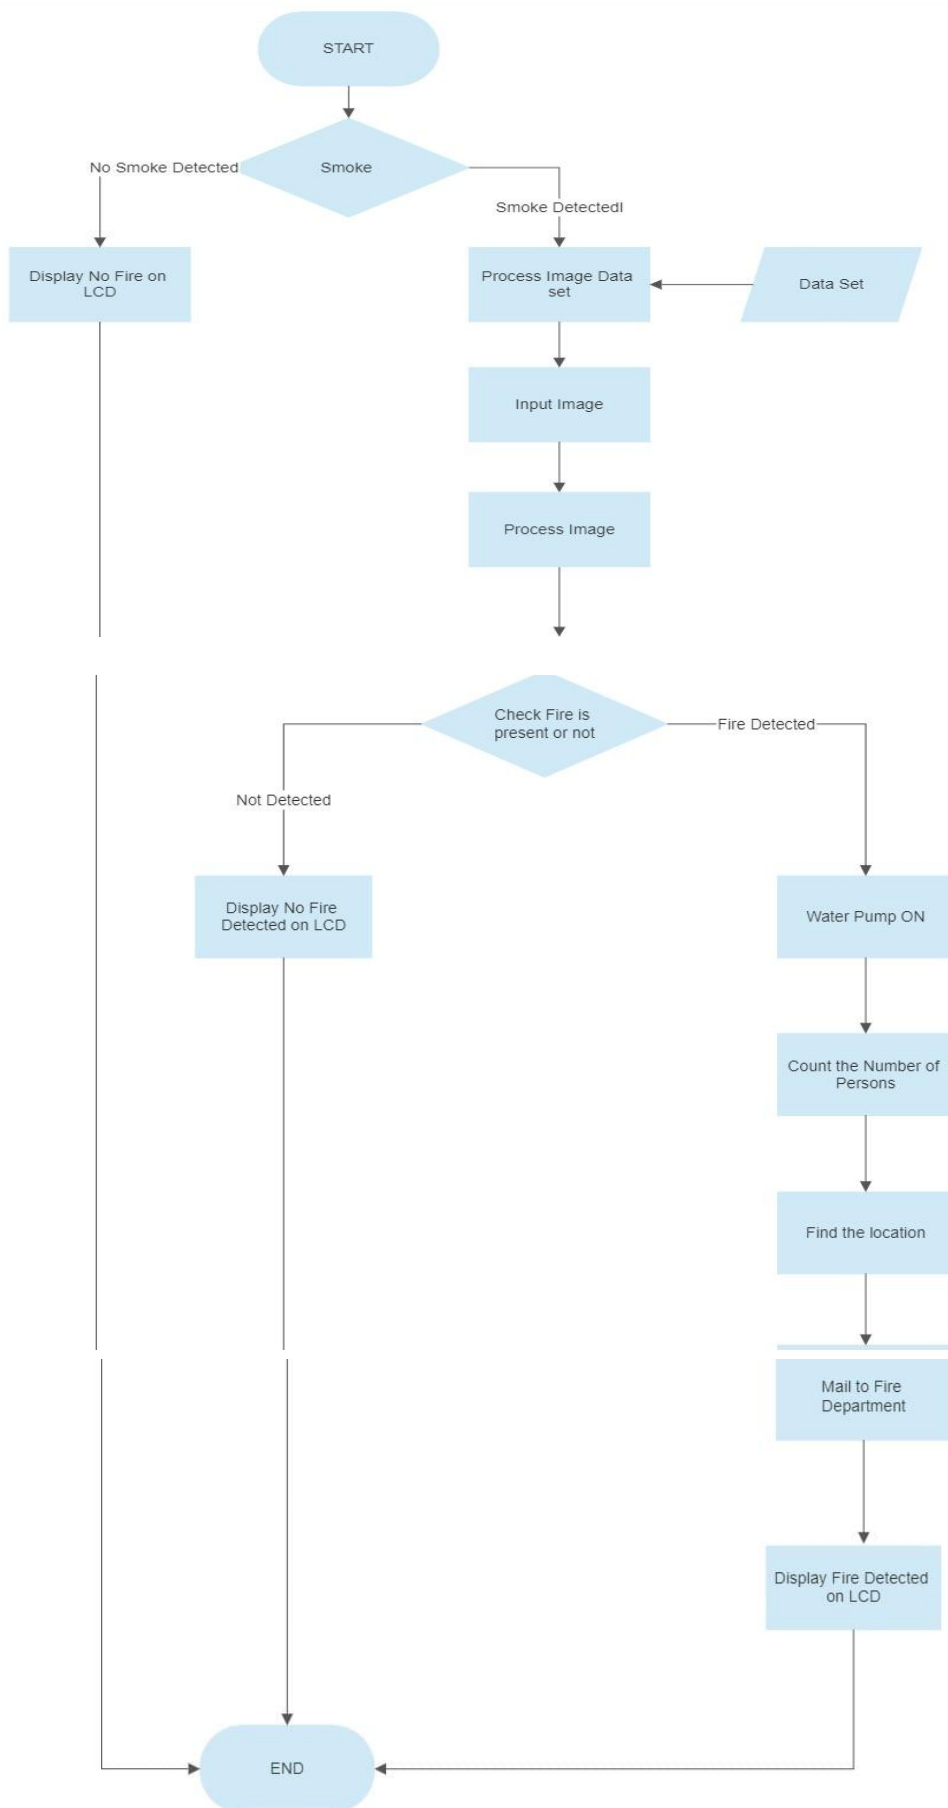 START
Smoke
No Smoke Detected
Smoke Detected!
Display No Fire on
LCD
Process Image Data
set
Data Set
Input Image
Process Image
Check Fire is
present or not
Fire Detected
Not Detected
Display No Fire
Detected on LCD
Water Pump ON
Count the Number of
Persons
Find the location
Mail to Fire
Department
Display Fire Detected
on LCD
END